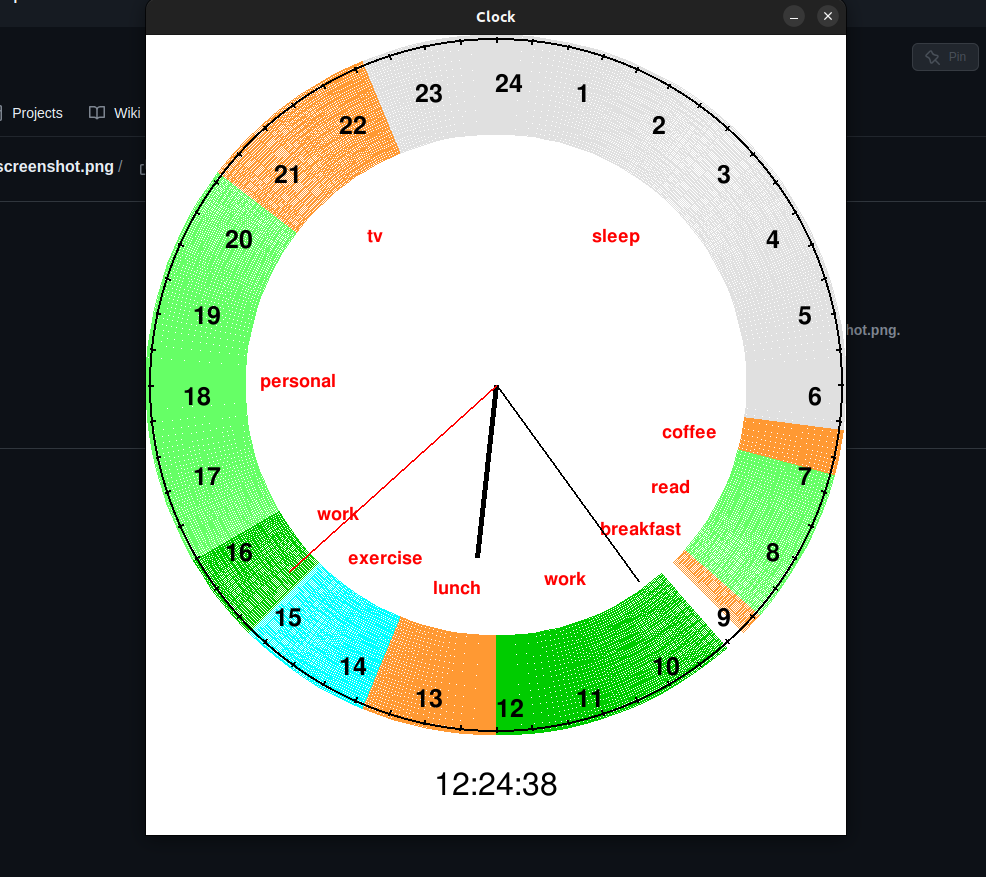 Clock
Pin
Projects
Wiki
screenshot.png /
hot.png.
24
23
1
22
2
21
3
20
4
19
5
18
6
17
7
16
8
15
9
14
10
13
11
12
tv
sleep
personal
coffee
read
work
breakfast
exercise
lunch
work
12:24:38